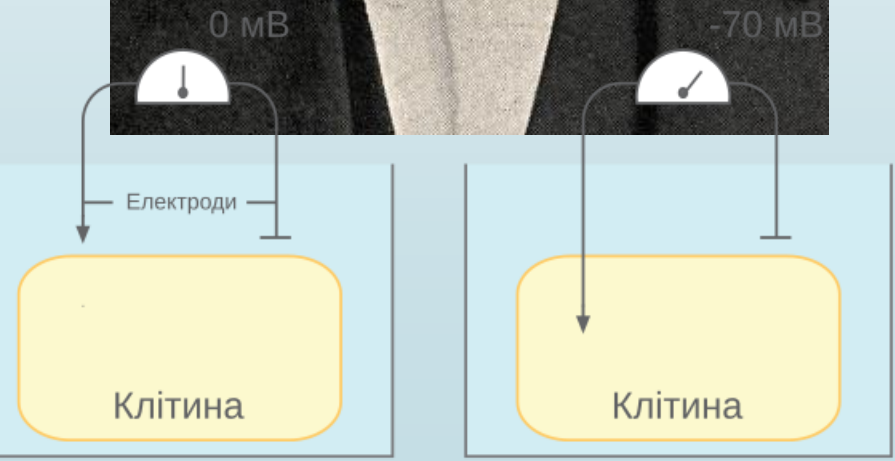 0 мВ
-70 мВ
Електроди
Клітина
Клітина